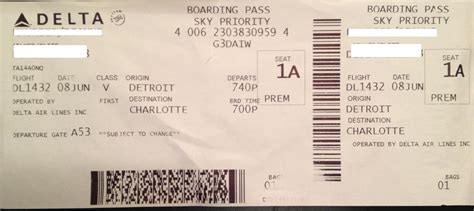 DELTA
BOARDING PASS
SKY PRIORITY
4 006 2303830959 4
G3DAIW
FLIGHT DATE CLASS ORIGIN DEPARTS SEAT
DL1432 08JUN V DETROIT 740P 1A
OPERATED BY FIRST DESTINATION BRD TIME
DELTA AIR LINES INC CHARLOTTE 700P PREM
DEPARTURE GATE A53 **SUBJECT TO CHANGE**
BOARDING PASS
SKY PRIORITY
FLIGHT DATE SEAT
DL1432 08JUN 1A
ORIGIN
DETROIT PREM
DESTINATION
CHARLOTTE
OPERATED BY DELTA AIR LINES INC
BAGS
01
BAGS
01